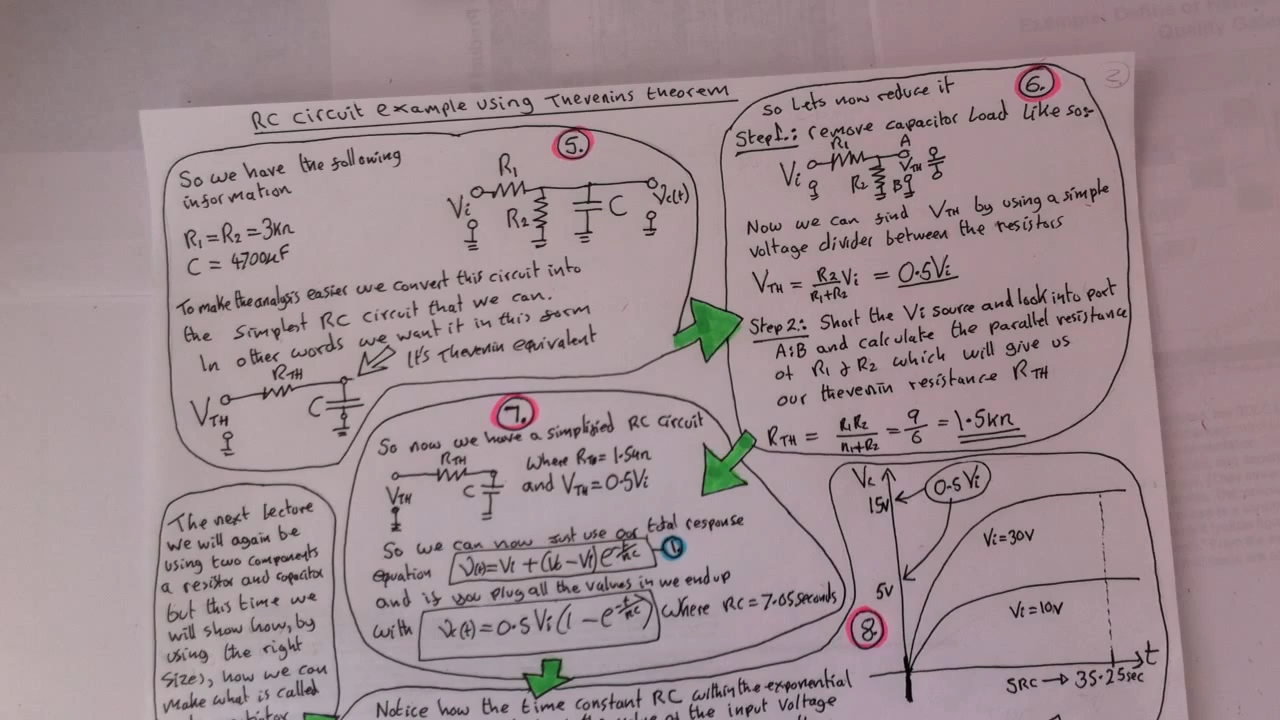 RC circuit example using Thevenins theorem
3.
5.
So we have the following
information
R1 = R2 = 3kΩ
C = 4700µF
R1
Vi
R2
C
Vc(t)
To make the analysis easier we convert this circuit into
the simplest RC circuit that we can.
In other words we want it in this form
It's Thevenin equivalent
RTH
VTH
C
6.
So Lets now reduce it
Step 1.: remove capacitor Load Like so:-
R1
A
Vi
R2
VTH
B
Now we can find VTH by using a simple
voltage divider between the resistors
VTH = R2/(R1+R2) Vi = 0.5Vi
Step 2.: Short the Vi source and look into port
A:B and calculate the parallel resistance
of R1 & R2 which will give us
our thevenin resistance RTH
RTH = R1R2/(R1+R2) = 9/6 = 1.5kΩ
7.
So now we have a simplified RC circuit
RTH
VTH
C
Where RTH = 1.5kΩ
and VTH = 0.5Vi
So we can now just use our total response
equation V(t) = Vf + (Vi - Vf) e^-t/RC 1.
and if you plug all the values in we end up
with Vc(t) = 0.5 Vi (1 - e^-t/RC) Where RC = 7.05 seconds
The next lecture
we will again be
using two components
a resistor and capacitor
but this time we
will show how, by
using the right
sizes, how we can
make what is called
Notice how the time constant RC within the exponential
the value of the input voltage
8.
Vc
15v
0.5 Vi
Vi = 30v
5v
Vi = 10v
t
5RC → 35.25sec